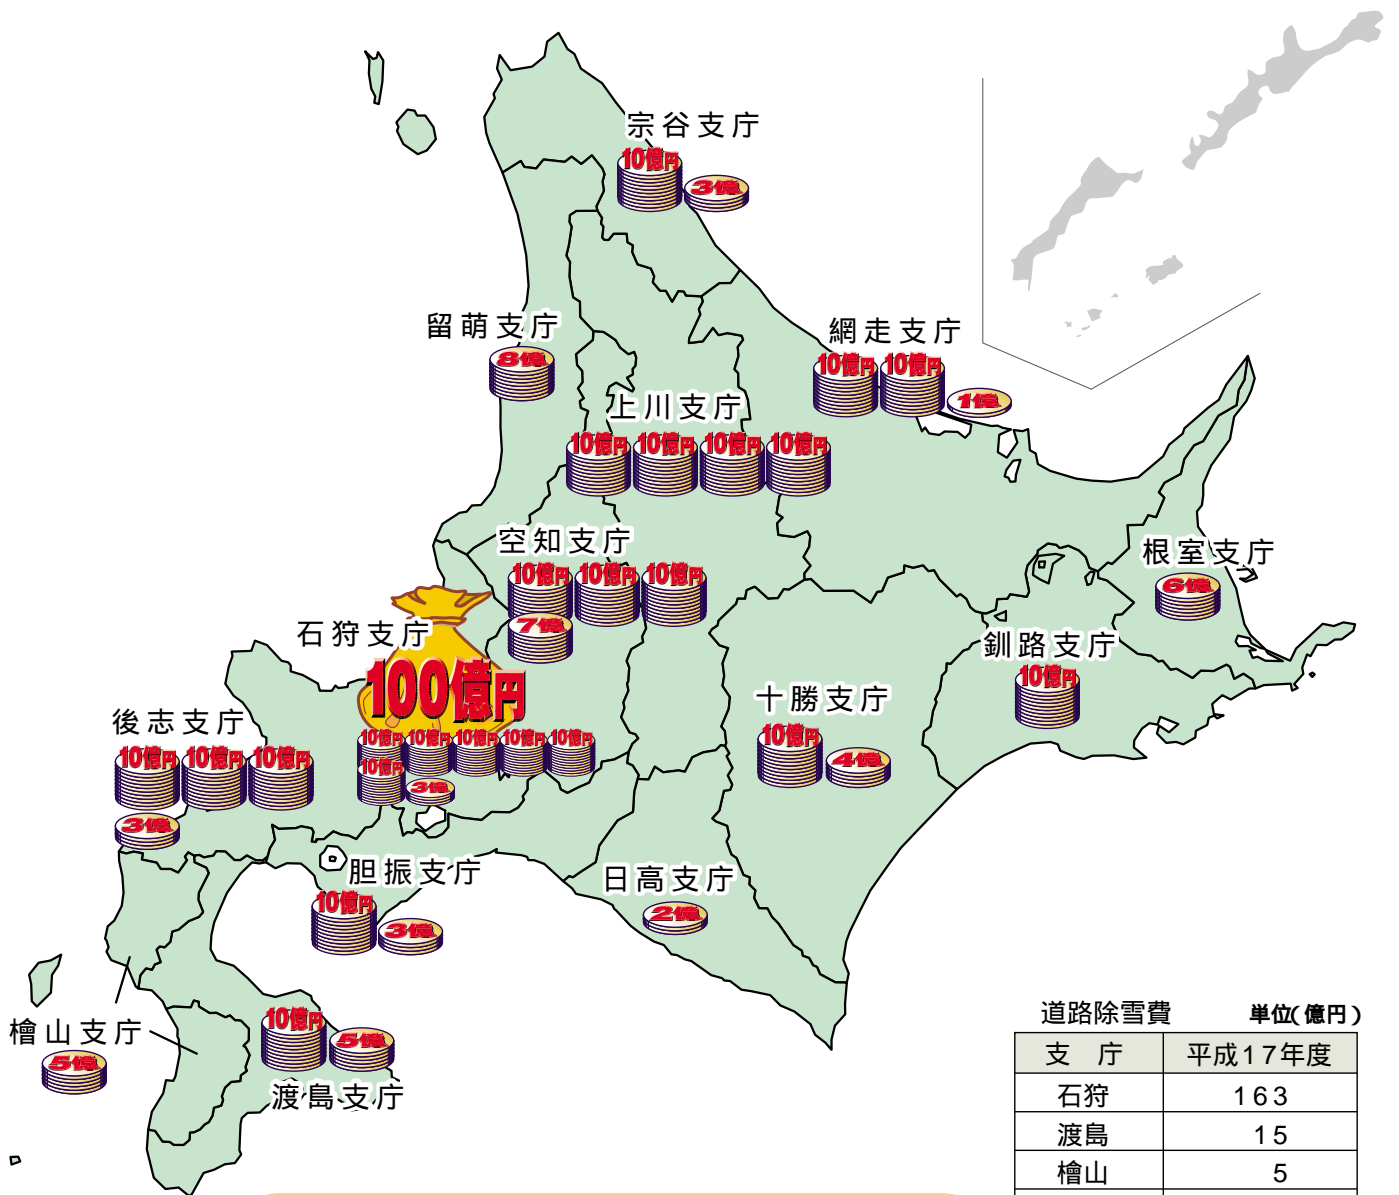 宗谷支庁
10億円 3億
留萌支庁
8億
網走支庁
10億円 10億円 1億
上川支庁
10億円 10億円 10億円 10億円
空知支庁
10億円 10億円 10億円
7億
根室支庁
6億
石狩支庁
100億円
10億円 10億円 10億円 10億円 10億円
10億円 3億
釧路支庁
10億円
十勝支庁
10億円 4億
後志支庁
10億円 10億円 10億円
3億
胆振支庁
10億円 3億
日高支庁
2億
檜山支庁
5億
10億円 5億
渡島支庁
道路除雪費 単位(億円)
支 庁 平成17年度
石狩 163
渡島 15
檜山 5